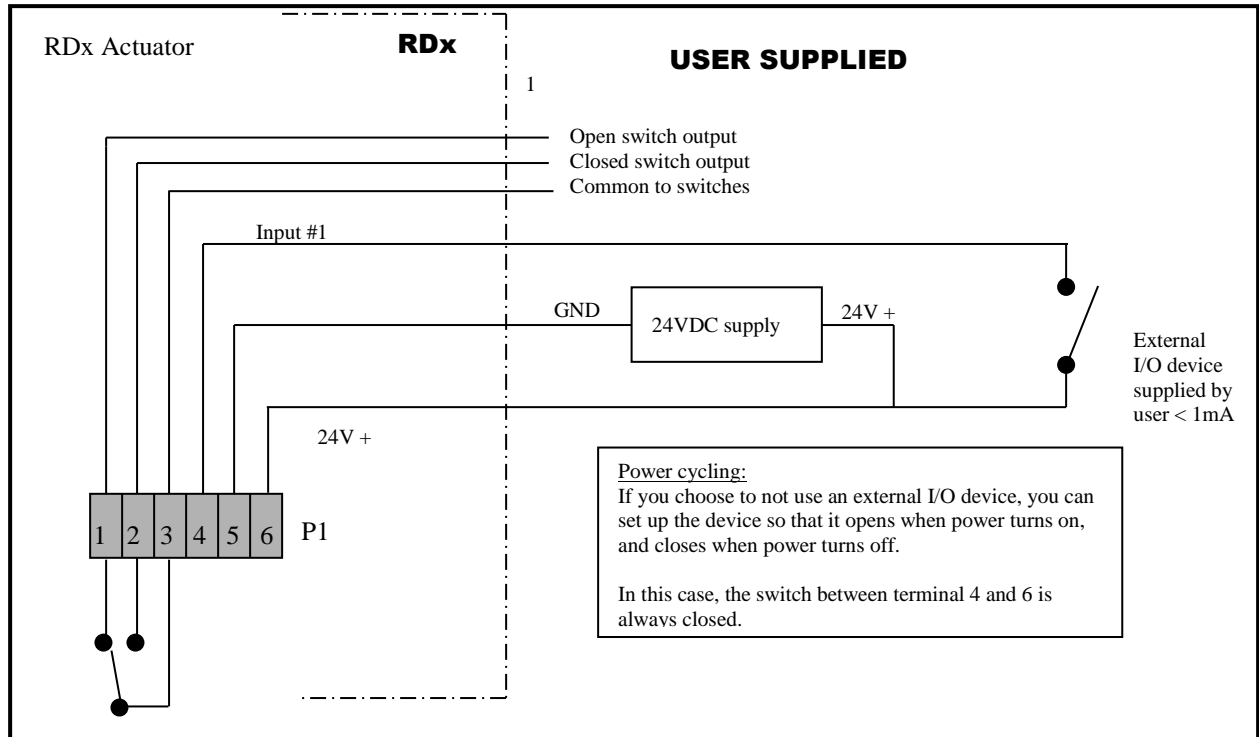 RDx Actuator
RDx
USER SUPPLIED
1
Open switch output
Closed switch output
Common to switches
Input #1
GND
24VDC supply
24V +
External
I/O device
supplied by
user < 1mA
24V +
1 2 3 4 5 6 P1
Power cycling:
If you choose to not use an external I/O device, you can
set up the device so that it opens when power turns on,
and closes when power turns off.
In this case, the switch between terminal 4 and 6 is
always closed.